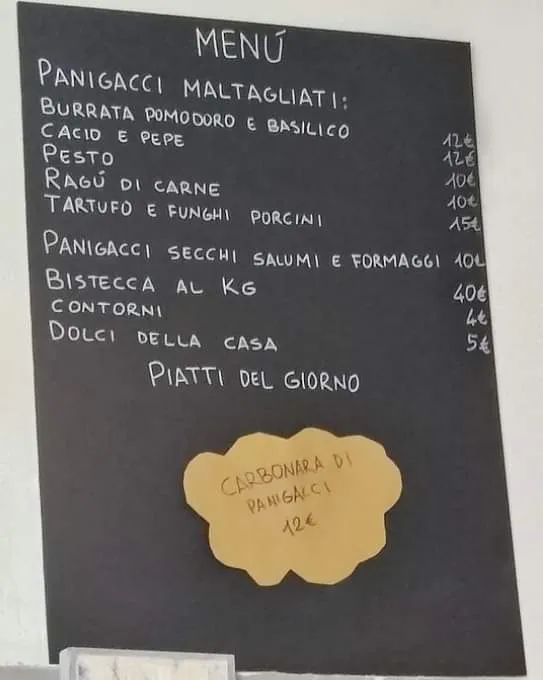 MENÚ
PANIGACCI MALTAGLIATI:
BURRATA POMODORO E BASILICO 12€
CACIO E PEPE 12€
PESTO 10€
RAGÚ DI CARNE 10€
TARTUFO E FUNGHI PORCINI 15€
PANIGACCI SECCHI SALUMI E FORMAGGI 10€
BISTECCA AL KG 40€
CONTORNI 4€
DOLCI DELLA CASA 5€
PIATTI DEL GIORNO
CARBONARA DI
PANIGACCI
12€